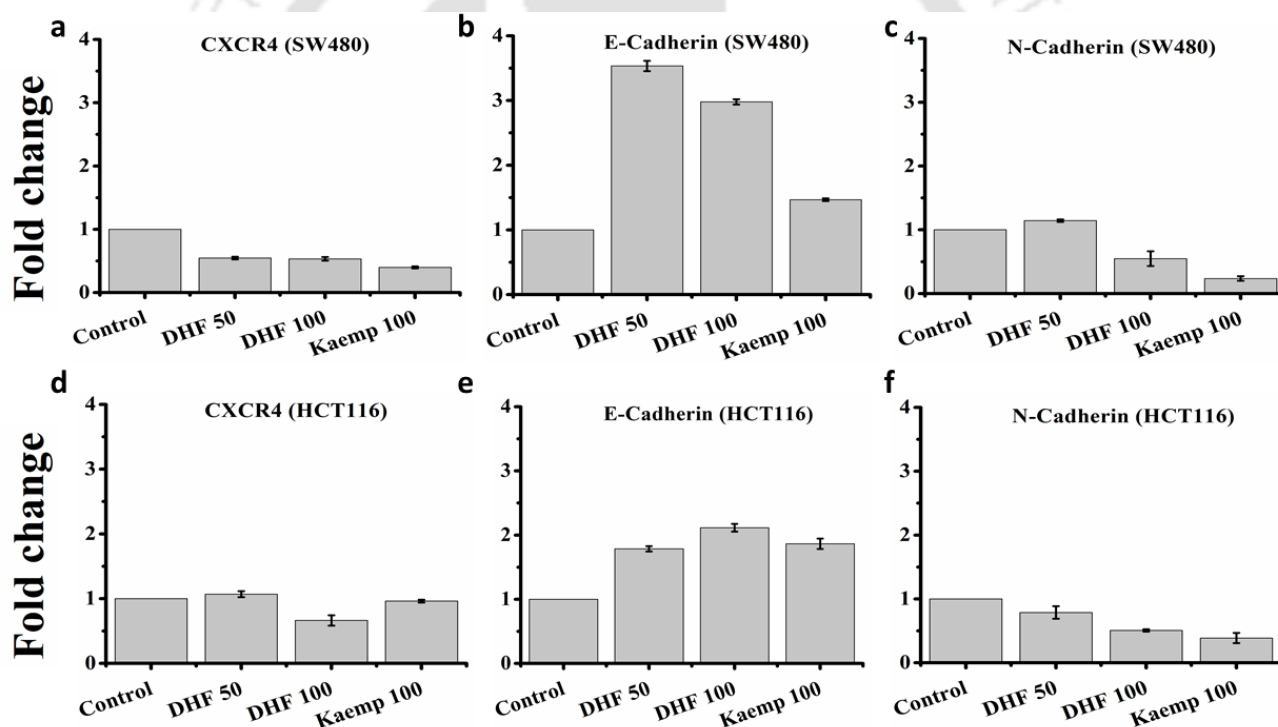 a
CXCR4 (SW480)
Fold change
4
3
2
1
0
Control
DHF 50
DHF 100
Kaemp 100
b
E-Cadherin (SW480)
4
3
2
1
0
Control
DHF 50
DHF 100
Kaemp 100
c
N-Cadherin (SW480)
4
3
2
1
0
Control
DHF 50
DHF 100
Kaemp 100
d
CXCR4 (HCT116)
Fold change
4
3
2
1
0
Control
DHF 50
DHF 100
Kaemp 100
e
E-Cadherin (HCT116)
4
3
2
1
0
Control
DHF 50
DHF 100
Kaemp 100
f
N-Cadherin (HCT116)
4
3
2
1
0
Control
DHF 50
DHF 100
Kaemp 100